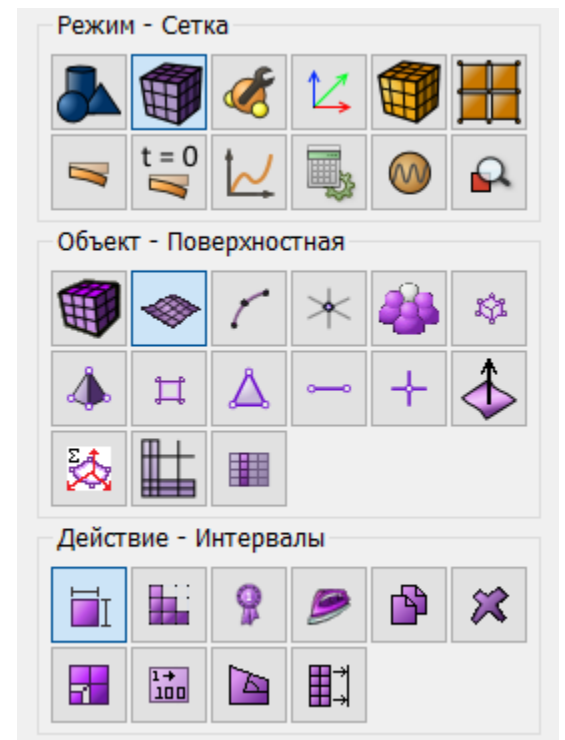 Режим - Сетка
t = 0
Объект - Поверхностная
Σ
Действие - Интервалы
1→
100